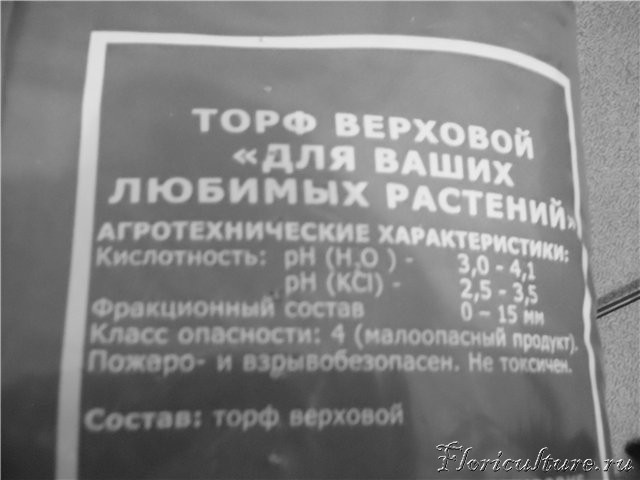 ТОРФ ВЕРХОВОЙ
«ДЛЯ ВАШИХ
ЛЮБИМЫХ РАСТЕНИЙ»
АГРОТЕХНИЧЕСКИЕ ХАРАКТЕРИСТИКИ:
Кислотность: pH (H₂O ) - 3,0 - 4,1
pH (KCl) - 2,5 - 3,5
Фракционный состав 0 - 15 мм
Класс опасности: 4 (малоопасный продукт).
Пожаро- и взрывобезопасен. Не токсичен.
Состав: торф верховой
Floriculture.ru